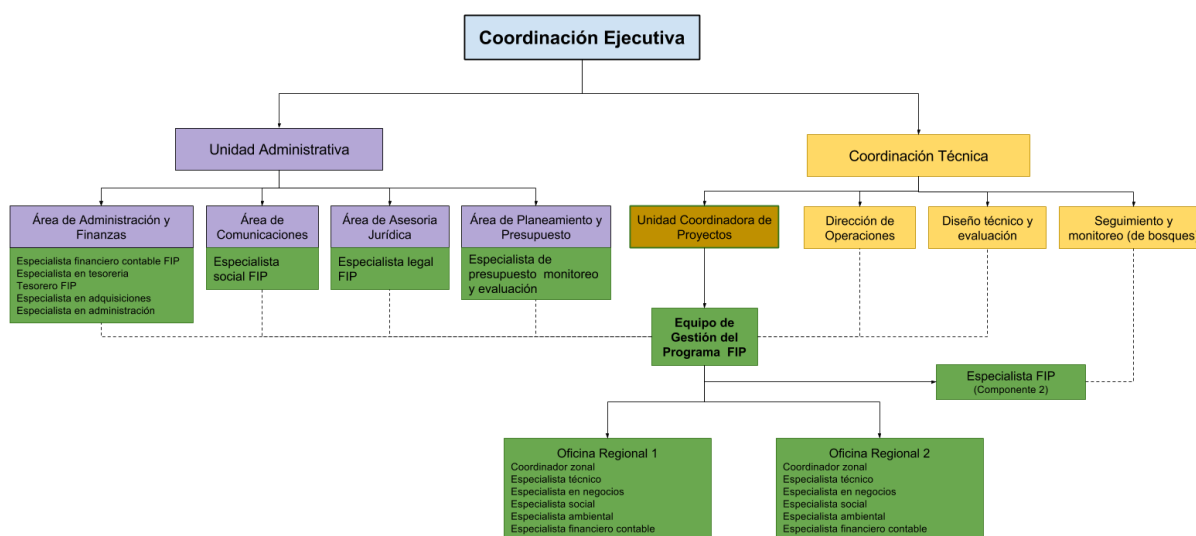 Coordinación Ejecutiva
Unidad Administrativa
Coordinación Técnica
Área de Administración y
Finanzas
Especialista financiero contable FIP
Especialista en tesoreria
Tesorero FIP
Especialista en adquisiciones
Especialista en administración
Área de
Comunicaciones
Especialista
social FIP
Área de Asesoria
Jurídica
Especialista legal
FIP
Área de Planeamiento y
Presupuesto
Especialista de
presupuesto monitoreo
y evaluación
Unidad Coordinadora de
Proyectos
Dirección de
Operaciones
Diseño técnico y
evaluación
Seguimiento y
monitoreo (de bosques
Equipo de
Gestión del
Programa FIP
Especialista FIP
(Componente 2)
Oficina Regional 1
Coordinador zonal
Especialista técnico
Especialista en negocios
Especialista social
Especialista ambiental
Especialista financiero contable
Oficina Regional 2
Coordinador zonal
Especialista técnico
Especialista en negocios
Especialista social
Especialista ambiental
Especialista financiero contable